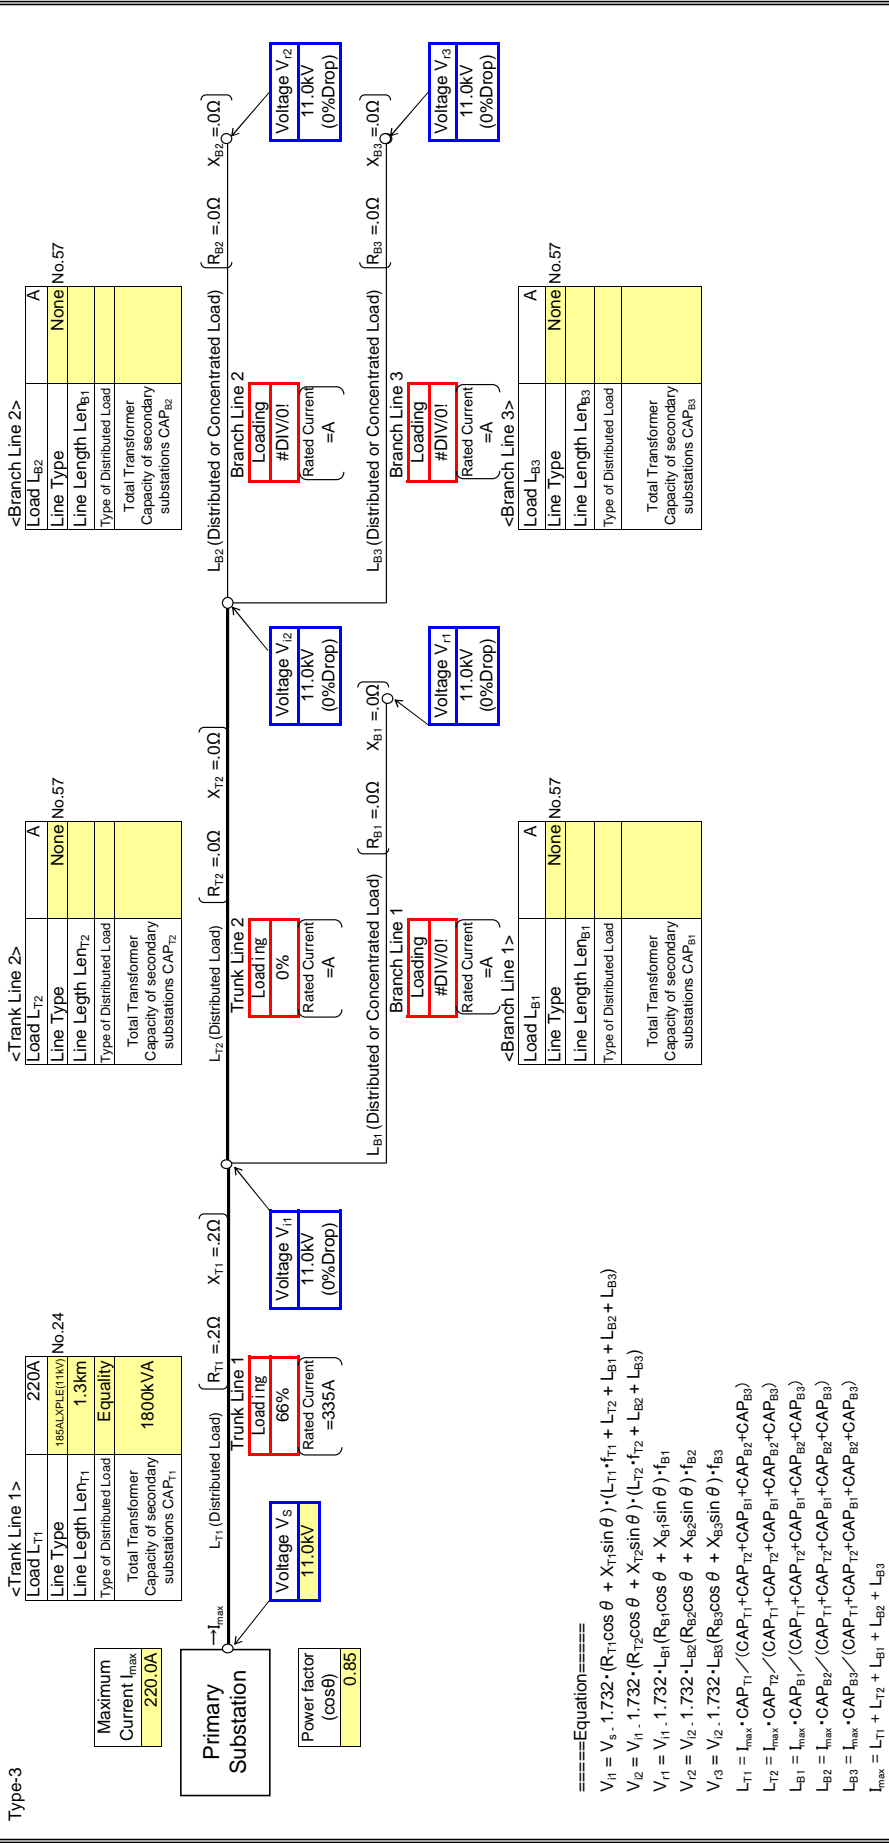 Type-3
Maximum
Current Imax
220.0A
Primary
Substation
Power factor
(cosθ)
0.85
→Imax
Voltage VS
11.0kV
<Trank Line 1>
Load LT1 220A
Line Type 185ALXPLE(11kV) No.24
Line Legth LenT1 1.3km
Type of Distributed Load Equality
Total Transformer
Capacity of secondary
substations CAPT1
1800kVA
LT1 (Distributed Load) RT1 =.2Ω XT1 =.2Ω
Trunk Line 1
Loading
66%
Rated Current
=335A
Voltage Vi1
11.0kV
(0%Drop)
<Trank Line 2>
Load LT2 A
Line Type None No.57
Line Legth LenT2
Type of Distributed Load
Total Transformer
Capacity of secondary
substations CAPT2
LT2 (Distributed Load) RT2 =.0Ω XT2 =.0Ω
Trunk Line 2
Loading
0%
Rated Current
=A
Voltage Vi2
11.0kV
(0%Drop)
LB1 (Distributed or Concentrated Load) RB1 =.0Ω XB1 =.0Ω
Branch Line 1
Loading
#DIV/0!
Rated Current
=A
Voltage Vr1
11.0kV
(0%Drop)
<Branch Line 1>
Load LB1 A
Line Type None No.57
Line Length LenB1
Type of Distributed Load
Total Transformer
Capacity of secondary
substations CAPB1
<Branch Line 2>
Load LB2 A
Line Type None No.57
Line Length LenB1
Type of Distributed Load
Total Transformer
Capacity of secondary
substations CAPB2
LB2 (Distributed or Concentrated Load) RB2 =.0Ω XB2 =.0Ω
Branch Line 2
Loading
#DIV/0!
Rated Current
=A
Voltage Vr2
11.0kV
(0%Drop)
LB3 (Distributed or Concentrated Load) RB3 =.0Ω XB3 =.0Ω
Branch Line 3
Loading
#DIV/0!
Rated Current
=A
Voltage Vr3
11.0kV
(0%Drop)
<Branch Line 3>
Load LB3 A
Line Type None No.57
Line Length LenB3
Type of Distributed Load
Total Transformer
Capacity of secondary
substations CAPB3
=====Equation=====
Vi1 = Vs - 1.732・(RT1cosθ + XT1sinθ)・(LT1・fT1 + LT2 + LB1 + LB2 + LB3)
Vi2 = Vi1 - 1.732・(RT2cosθ + XT2sinθ)・(LT2・fT2 + LB2 + LB3)
Vr1 = Vi1 - 1.732・LB1(RB1cosθ + XB1sinθ)・fB1
Vr2 = Vi2 - 1.732・LB2(RB2cosθ + XB2sinθ)・fB2
Vr3 = Vi2 - 1.732・LB3(RB3cosθ + XB3sinθ)・fB3
LT1 = Imax・CAPT1／(CAPT1+CAPT2+CAPB1+CAPB2+CAPB3)
LT2 = Imax・CAPT2／(CAPT1+CAPT2+CAPB1+CAPB2+CAPB3)
LB1 = Imax・CAPB1／(CAPT1+CAPT2+CAPB1+CAPB2+CAPB3)
LB2 = Imax・CAPB2／(CAPT1+CAPT2+CAPB1+CAPB2+CAPB3)
LB3 = Imax・CAPB3／(CAPT1+CAPT2+CAPB1+CAPB2+CAPB3)
Imax = LT1 + LT2 + LB1 + LB2 + LB3